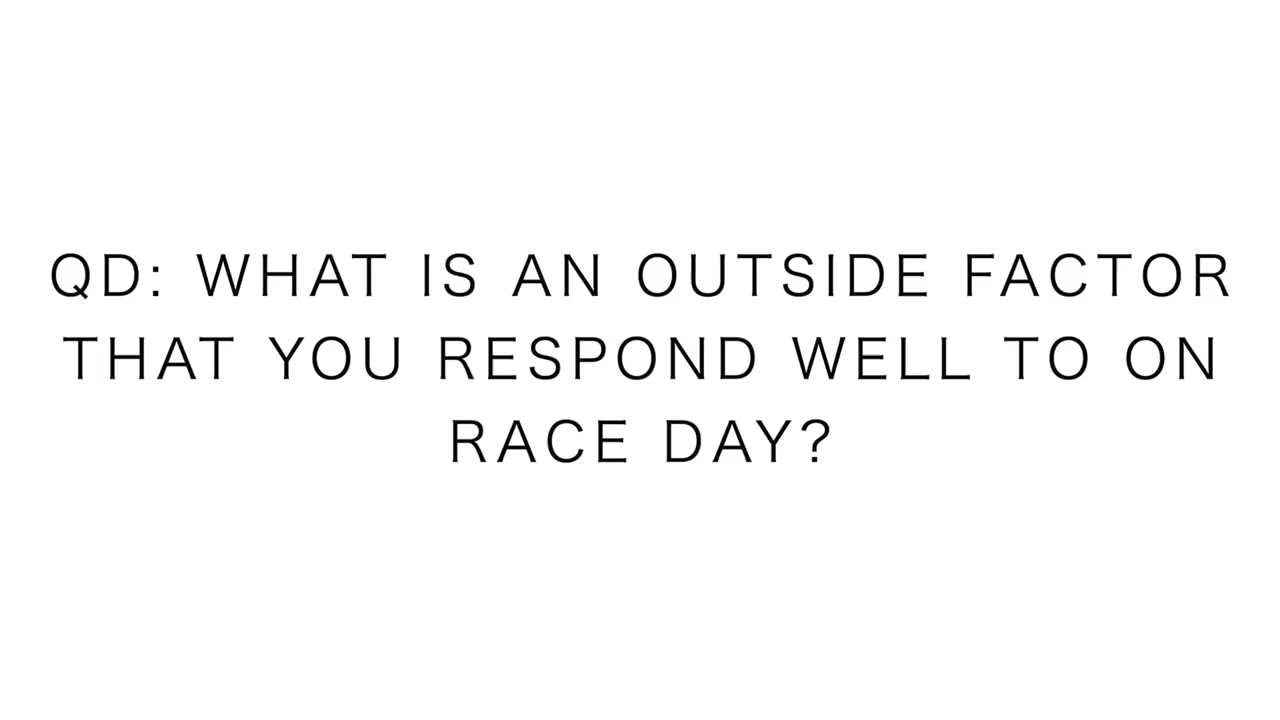 QD: WHAT IS AN OUTSIDE FACTOR
THAT YOU RESPOND WELL TO ON
RACE DAY?